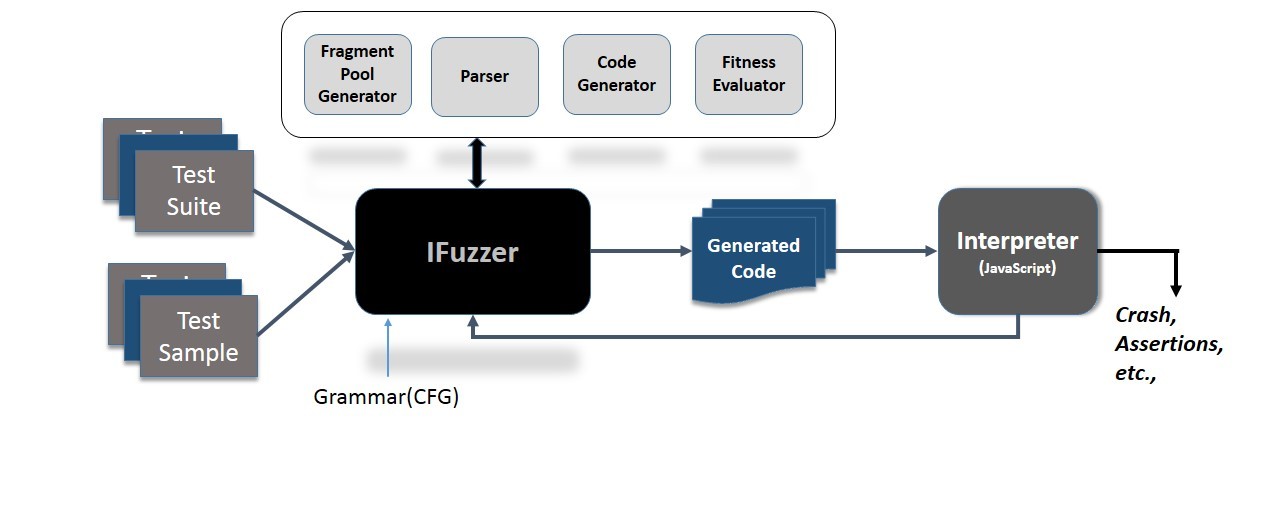 Fragment
Pool
Generator
Parser
Code
Generator
Fitness
Evaluator
Test
Suite
Test
Sample
IFuzzer
Generated
Code
Interpreter
(JavaScript)
Crash,
Assertions,
etc.,
Grammar(CFG)